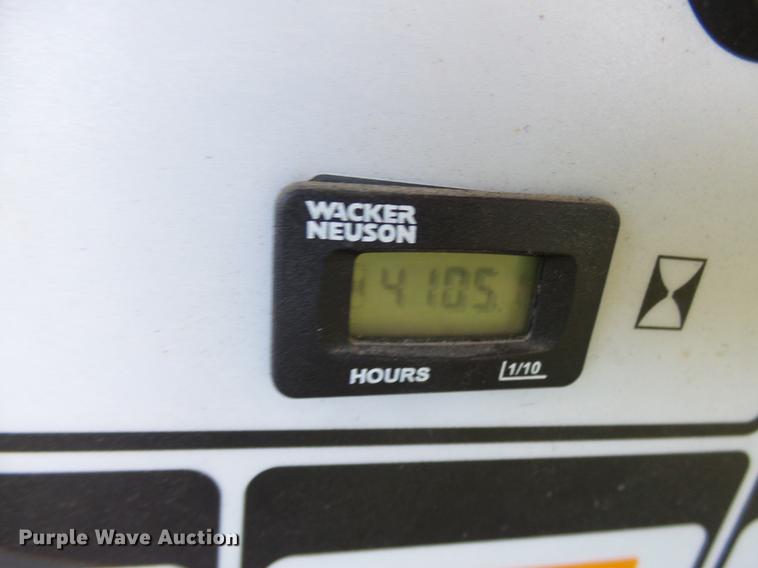 WACKER
NEUSON
4105
HOURS
1/10
Purple Wave Auction